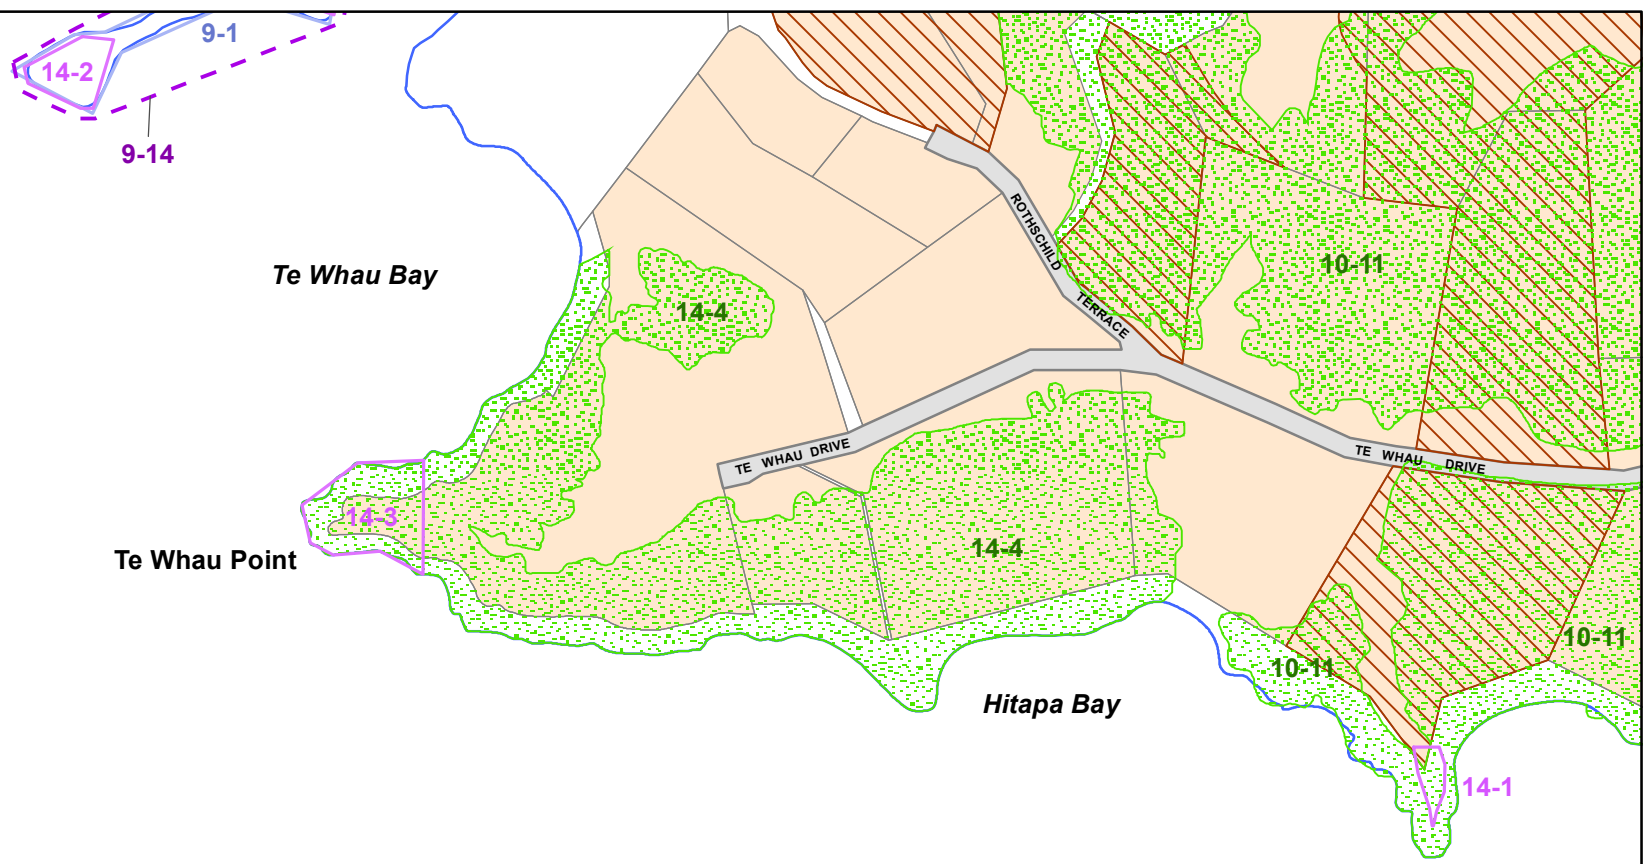 9-1
14-2
9-14
ROTHSCHILD TERRACE
10-11
Te Whau Bay
14-4
TE WHAU DRIVE
TE WHAU DRIVE
14-3
14-4
Te Whau Point
10-11
10-11
Hitapa Bay
14-1